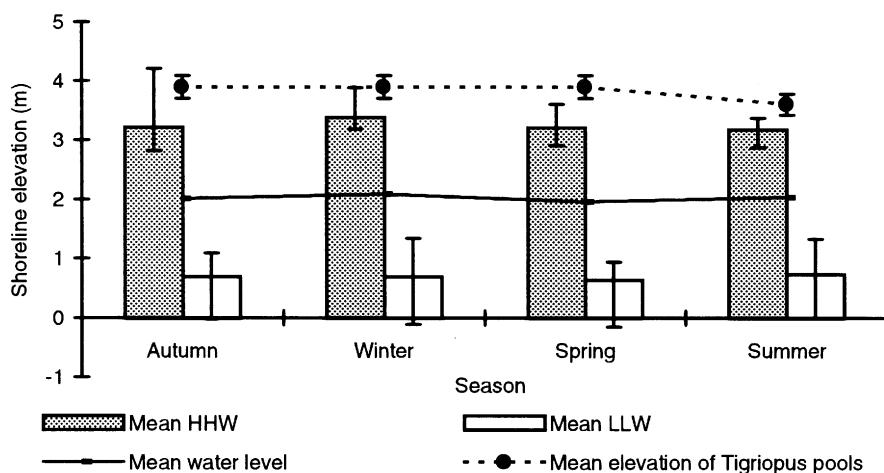 5
4
3
2
1
0
-1
Shoreline elevation (m)
Autumn Winter Spring Summer
Season
Mean HHW Mean LLW
Mean water level Mean elevation of Tigriopus pools